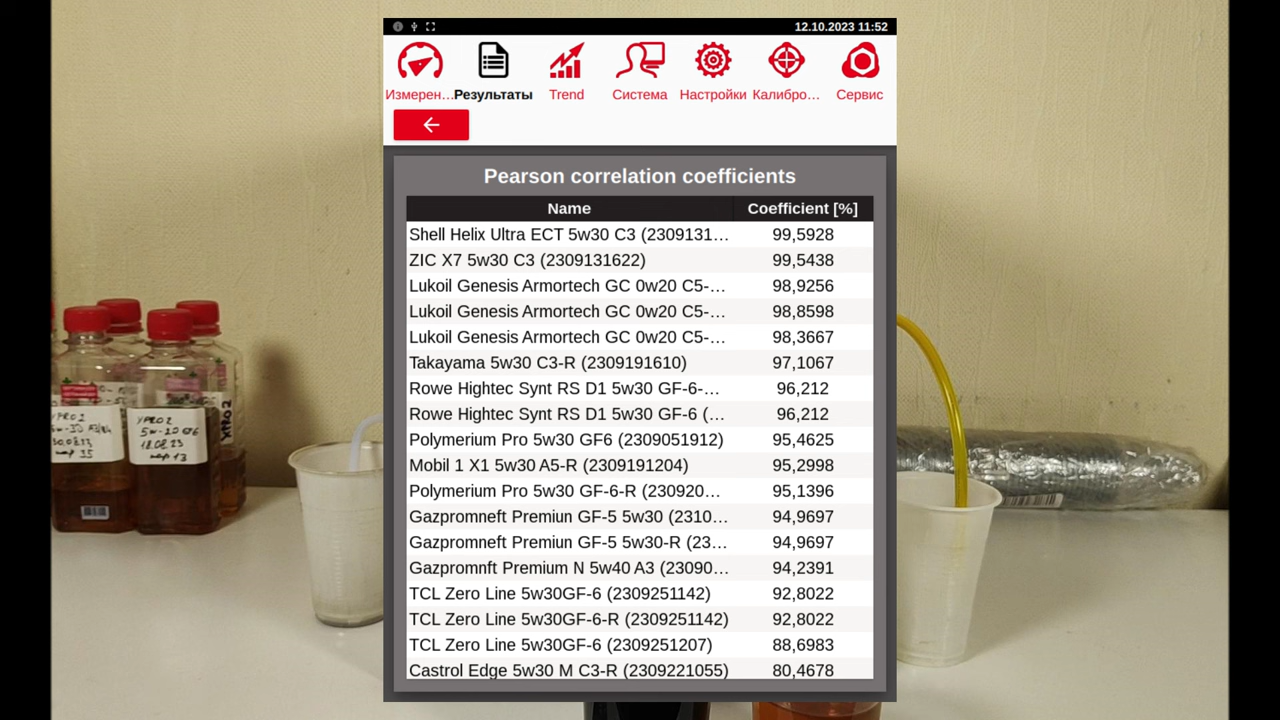 12.10.2023 11:52
Измерен… Результаты Trend Система Настройки Калибро… Сервис
Pearson correlation coefficients
Name Coefficient [%]
Shell Helix Ultra ECT 5w30 C3 (2309131… 99,5928
ZIC X7 5w30 C3 (2309131622) 99,5438
Lukoil Genesis Armortech GC 0w20 C5-… 98,9256
Lukoil Genesis Armortech GC 0w20 C5-… 98,8598
Lukoil Genesis Armortech GC 0w20 C5-… 98,3667
Takayama 5w30 C3-R (2309191610) 97,1067
Rowe Hightec Synt RS D1 5w30 GF-6-… 96,212
Rowe Hightec Synt RS D1 5w30 GF-6 (… 96,212
Polymerium Pro 5w30 GF6 (2309051912) 95,4625
Mobil 1 X1 5w30 A5-R (2309191204) 95,2998
Polymerium Pro 5w30 GF-6-R (230920… 95,1396
Gazpromneft Premiun GF-5 5w30 (2310… 94,9697
Gazpromneft Premiun GF-5 5w30-R (23… 94,9697
Gazpromnft Premium N 5w40 A3 (23090… 94,2391
TCL Zero Line 5w30GF-6 (2309251142) 92,8022
TCL Zero Line 5w30GF-6-R (2309251142) 92,8022
TCL Zero Line 5w30GF-6 (2309251207) 88,6983
Castrol Edge 5w30 M C3-R (2309221055) 80,4678
5w-20 GF6
18.08.23